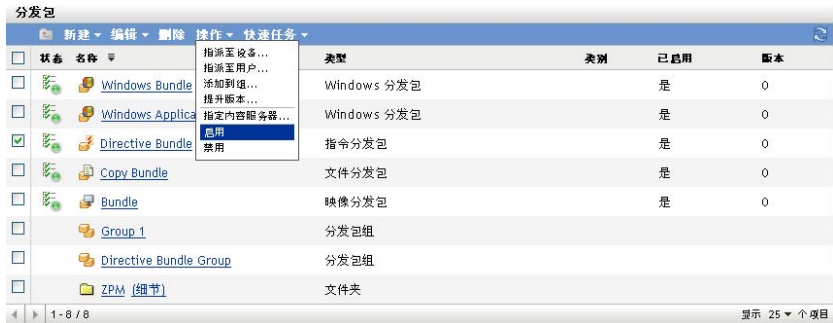 分发包
新建 编辑 删除 操作 快速任务
状态 名称 类型 类别 已启用 版本
指派至设备...
指派至用户...
添加到组...
提升版本...
指定内容服务器...
启用
禁用
Windows Bundle Windows 分发包 是 0
Windows Applica Windows 分发包 是 0
Directive Bundle 指令分发包 是 0
Copy Bundle 文件分发包 是 0
Bundle 映像分发包 是 0
Group 1 分发包组
Directive Bundle Group 分发包组
ZPM (细节) 文件夹
1 - 8 / 8 显示 25 个项目